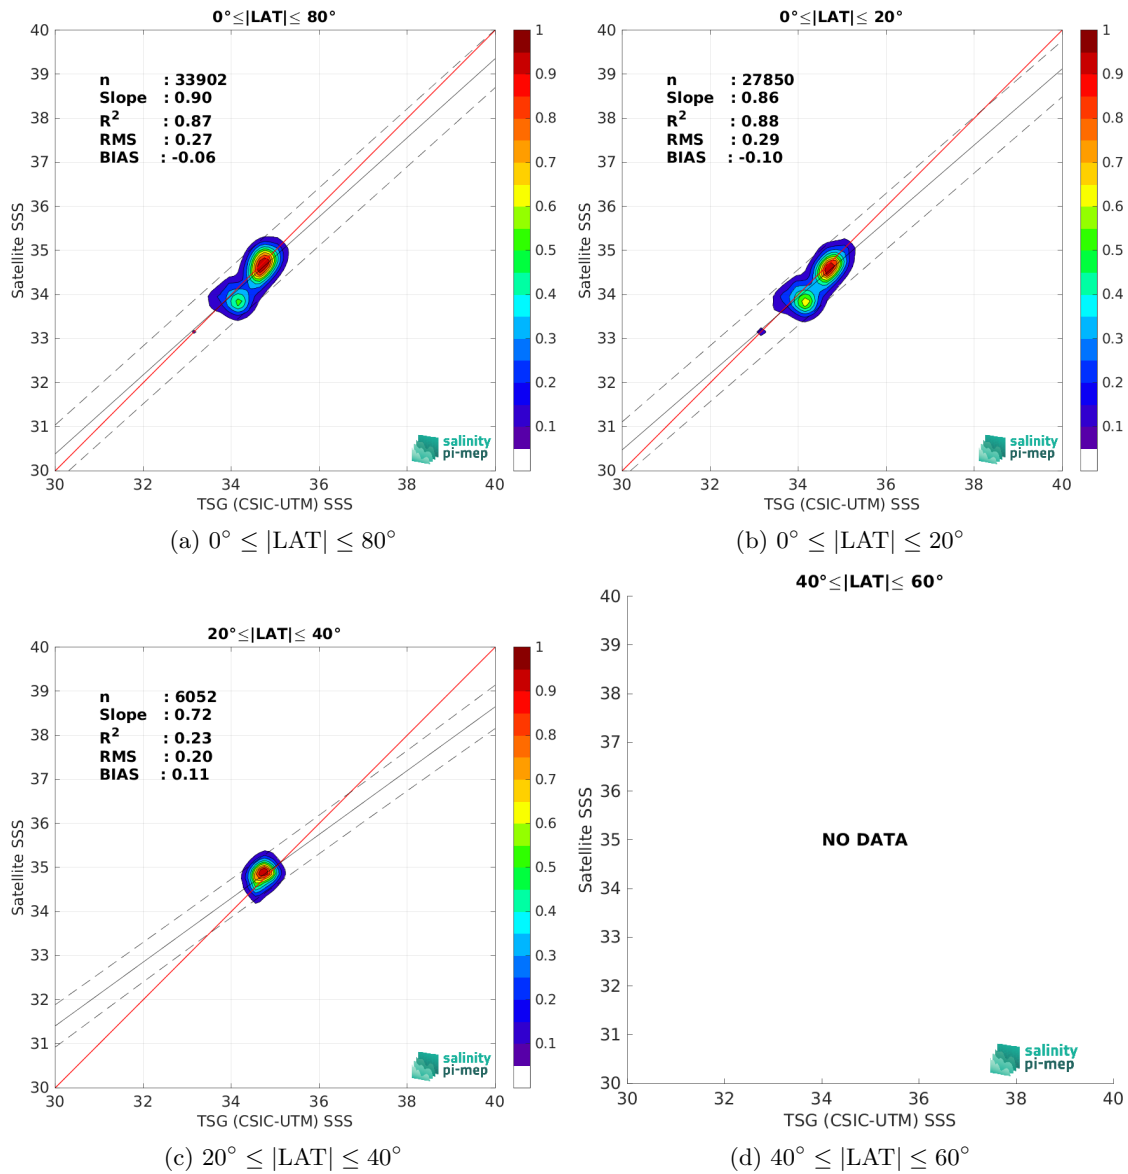 0°≤|LAT|≤ 80°
40
39
38
37
36
35
34
33
32
31
30
Satellite SSS
n : 33902
Slope : 0.90
R² : 0.87
RMS : 0.27
BIAS : -0.06
salinity
pi-mep
30 32 34 36 38 40
TSG (CSIC-UTM) SSS
1
0.9
0.8
0.7
0.6
0.5
0.4
0.3
0.2
0.1
(a) 0° ≤ |LAT| ≤ 80°
0°≤|LAT|≤ 20°
40
39
38
37
36
35
34
33
32
31
30
Satellite SSS
n : 27850
Slope : 0.86
R² : 0.88
RMS : 0.29
BIAS : -0.10
salinity
pi-mep
30 32 34 36 38 40
TSG (CSIC-UTM) SSS
1
0.9
0.8
0.7
0.6
0.5
0.4
0.3
0.2
0.1
(b) 0° ≤ |LAT| ≤ 20°
20°≤|LAT|≤ 40°
40
39
38
37
36
35
34
33
32
31
30
Satellite SSS
n : 6052
Slope : 0.72
R² : 0.23
RMS : 0.20
BIAS : 0.11
salinity
pi-mep
30 32 34 36 38 40
TSG (CSIC-UTM) SSS
1
0.9
0.8
0.7
0.6
0.5
0.4
0.3
0.2
0.1
(c) 20° ≤ |LAT| ≤ 40°
40°≤|LAT|≤ 60°
40
39
38
37
36
35
34
33
32
31
30
Satellite SSS
NO DATA
salinity
pi-mep
30 32 34 36 38 40
TSG (CSIC-UTM) SSS
(d) 40° ≤ |LAT| ≤ 60°